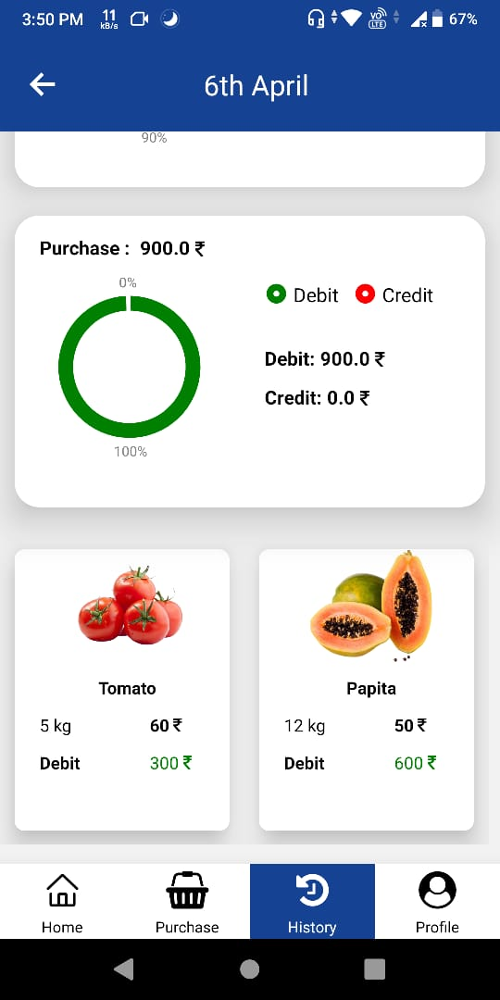 3:50 PM 11 kB/s VO LTE 67%
6th April
90%
Purchase : 900.0 ₹
0%
Debit Credit
Debit: 900.0 ₹
Credit: 0.0 ₹
100%
Tomato Papita
5 kg 60 ₹ 12 kg 50 ₹
Debit 300 ₹ Debit 600 ₹
Home Purchase History Profile